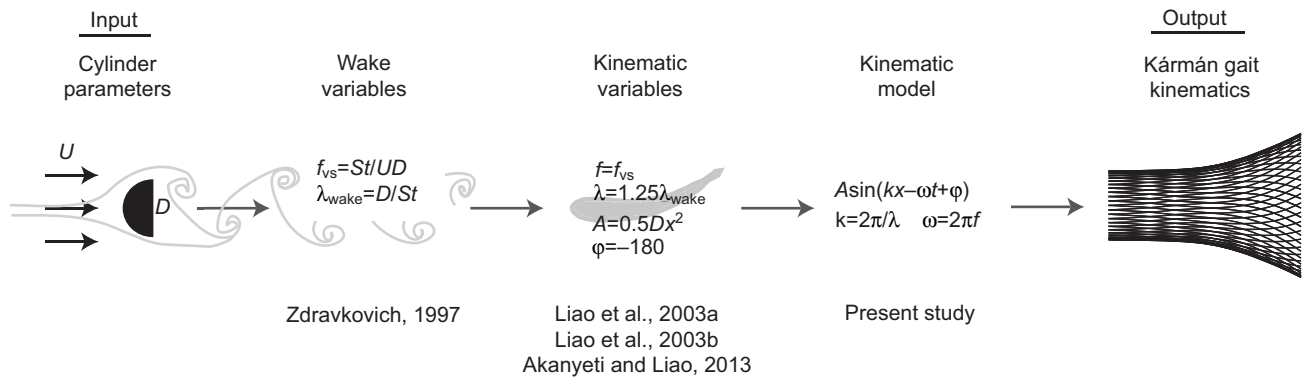 Input
Output
Cylinder
parameters
Wake
variables
Kinematic
variables
Kinematic
model
Kármán gait
kinematics
U
D
f_vs=St/UD
λ_wake=D/St
f=f_vs
λ=1.25λ_wake
A=0.5Dx²
φ=–180
Asin(kx–ωt+φ)
k=2π/λ ω=2πf
Zdravkovich, 1997
Liao et al., 2003a
Liao et al., 2003b
Akanyeti and Liao, 2013
Present study